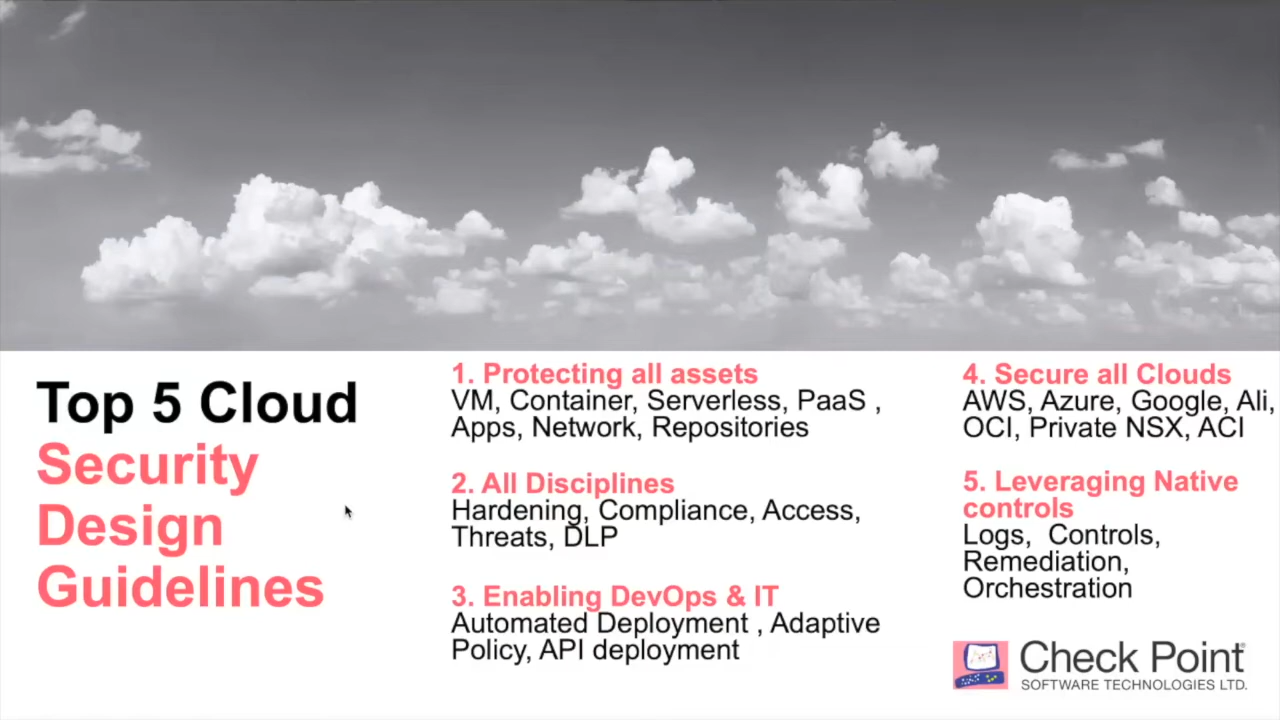 Top 5 Cloud
Security
Design
Guidelines
1. Protecting all assets
VM, Container, Serverless, PaaS ,
Apps, Network, Repositories
2. All Disciplines
Hardening, Compliance, Access,
Threats, DLP
3. Enabling DevOps & IT
Automated Deployment , Adaptive
Policy, API deployment
4. Secure all Clouds
AWS, Azure, Google, Ali,
OCI, Private NSX, ACI
5. Leveraging Native
controls
Logs,  Controls,
Remediation,
Orchestration
Check Point
SOFTWARE TECHNOLOGIES LTD.